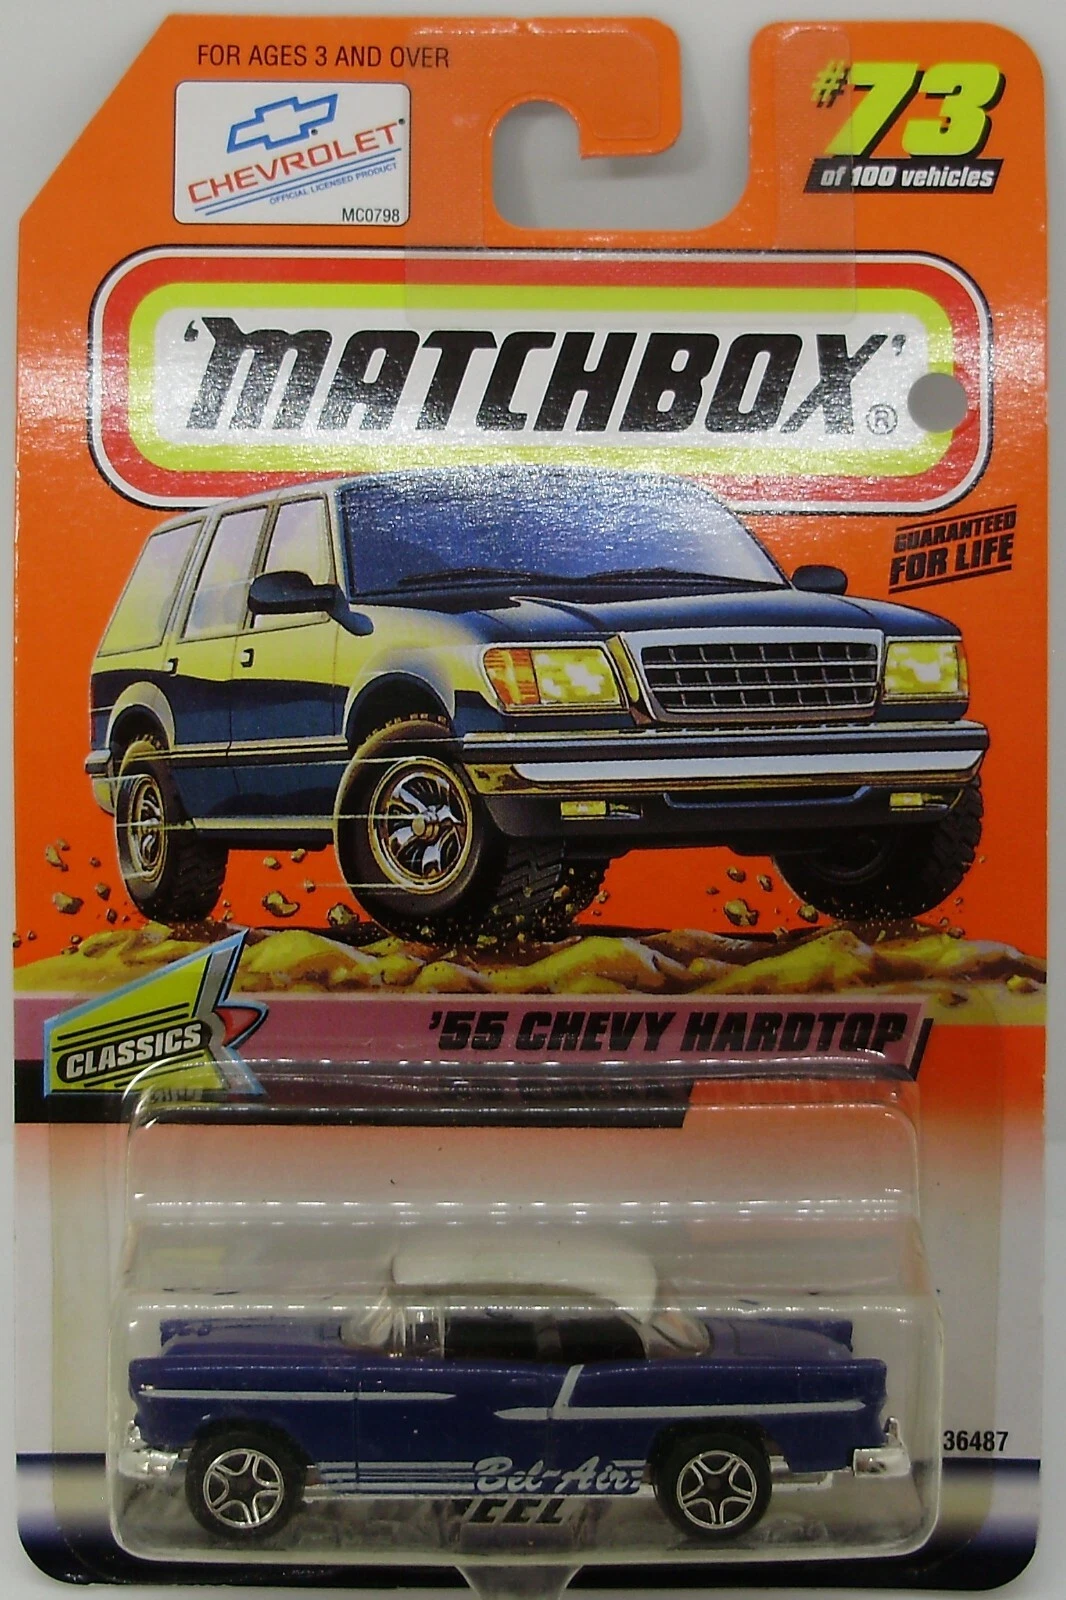 FOR AGES 3 AND OVER
CHEVROLET
OFFICIAL LICENSED PRODUCT
MC0798
#73
of 100 vehicles
'MATCHBOX'®
GUARANTEED
FOR LIFE
CLASSICS
'55 CHEVY HARDTOP
36487
Bel-Air